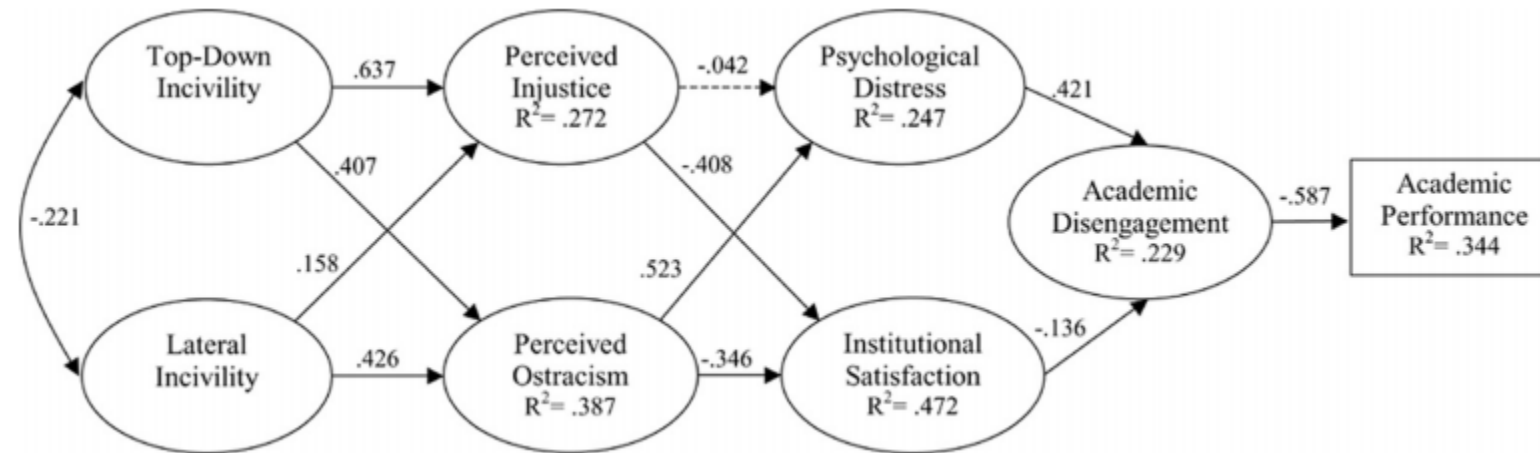 Top-Down
Incivility
.637
Perceived
Injustice
R²= .272
-.042
Psychological
Distress
R²= .247
.421
.407
-.408
-.221
.158
.523
Academic
Disengagement
R²= .229
-.587
Academic
Performance
R²= .344
Lateral
Incivility
.426
Perceived
Ostracism
R²= .387
-.346
Institutional
Satisfaction
R²= .472
-.136